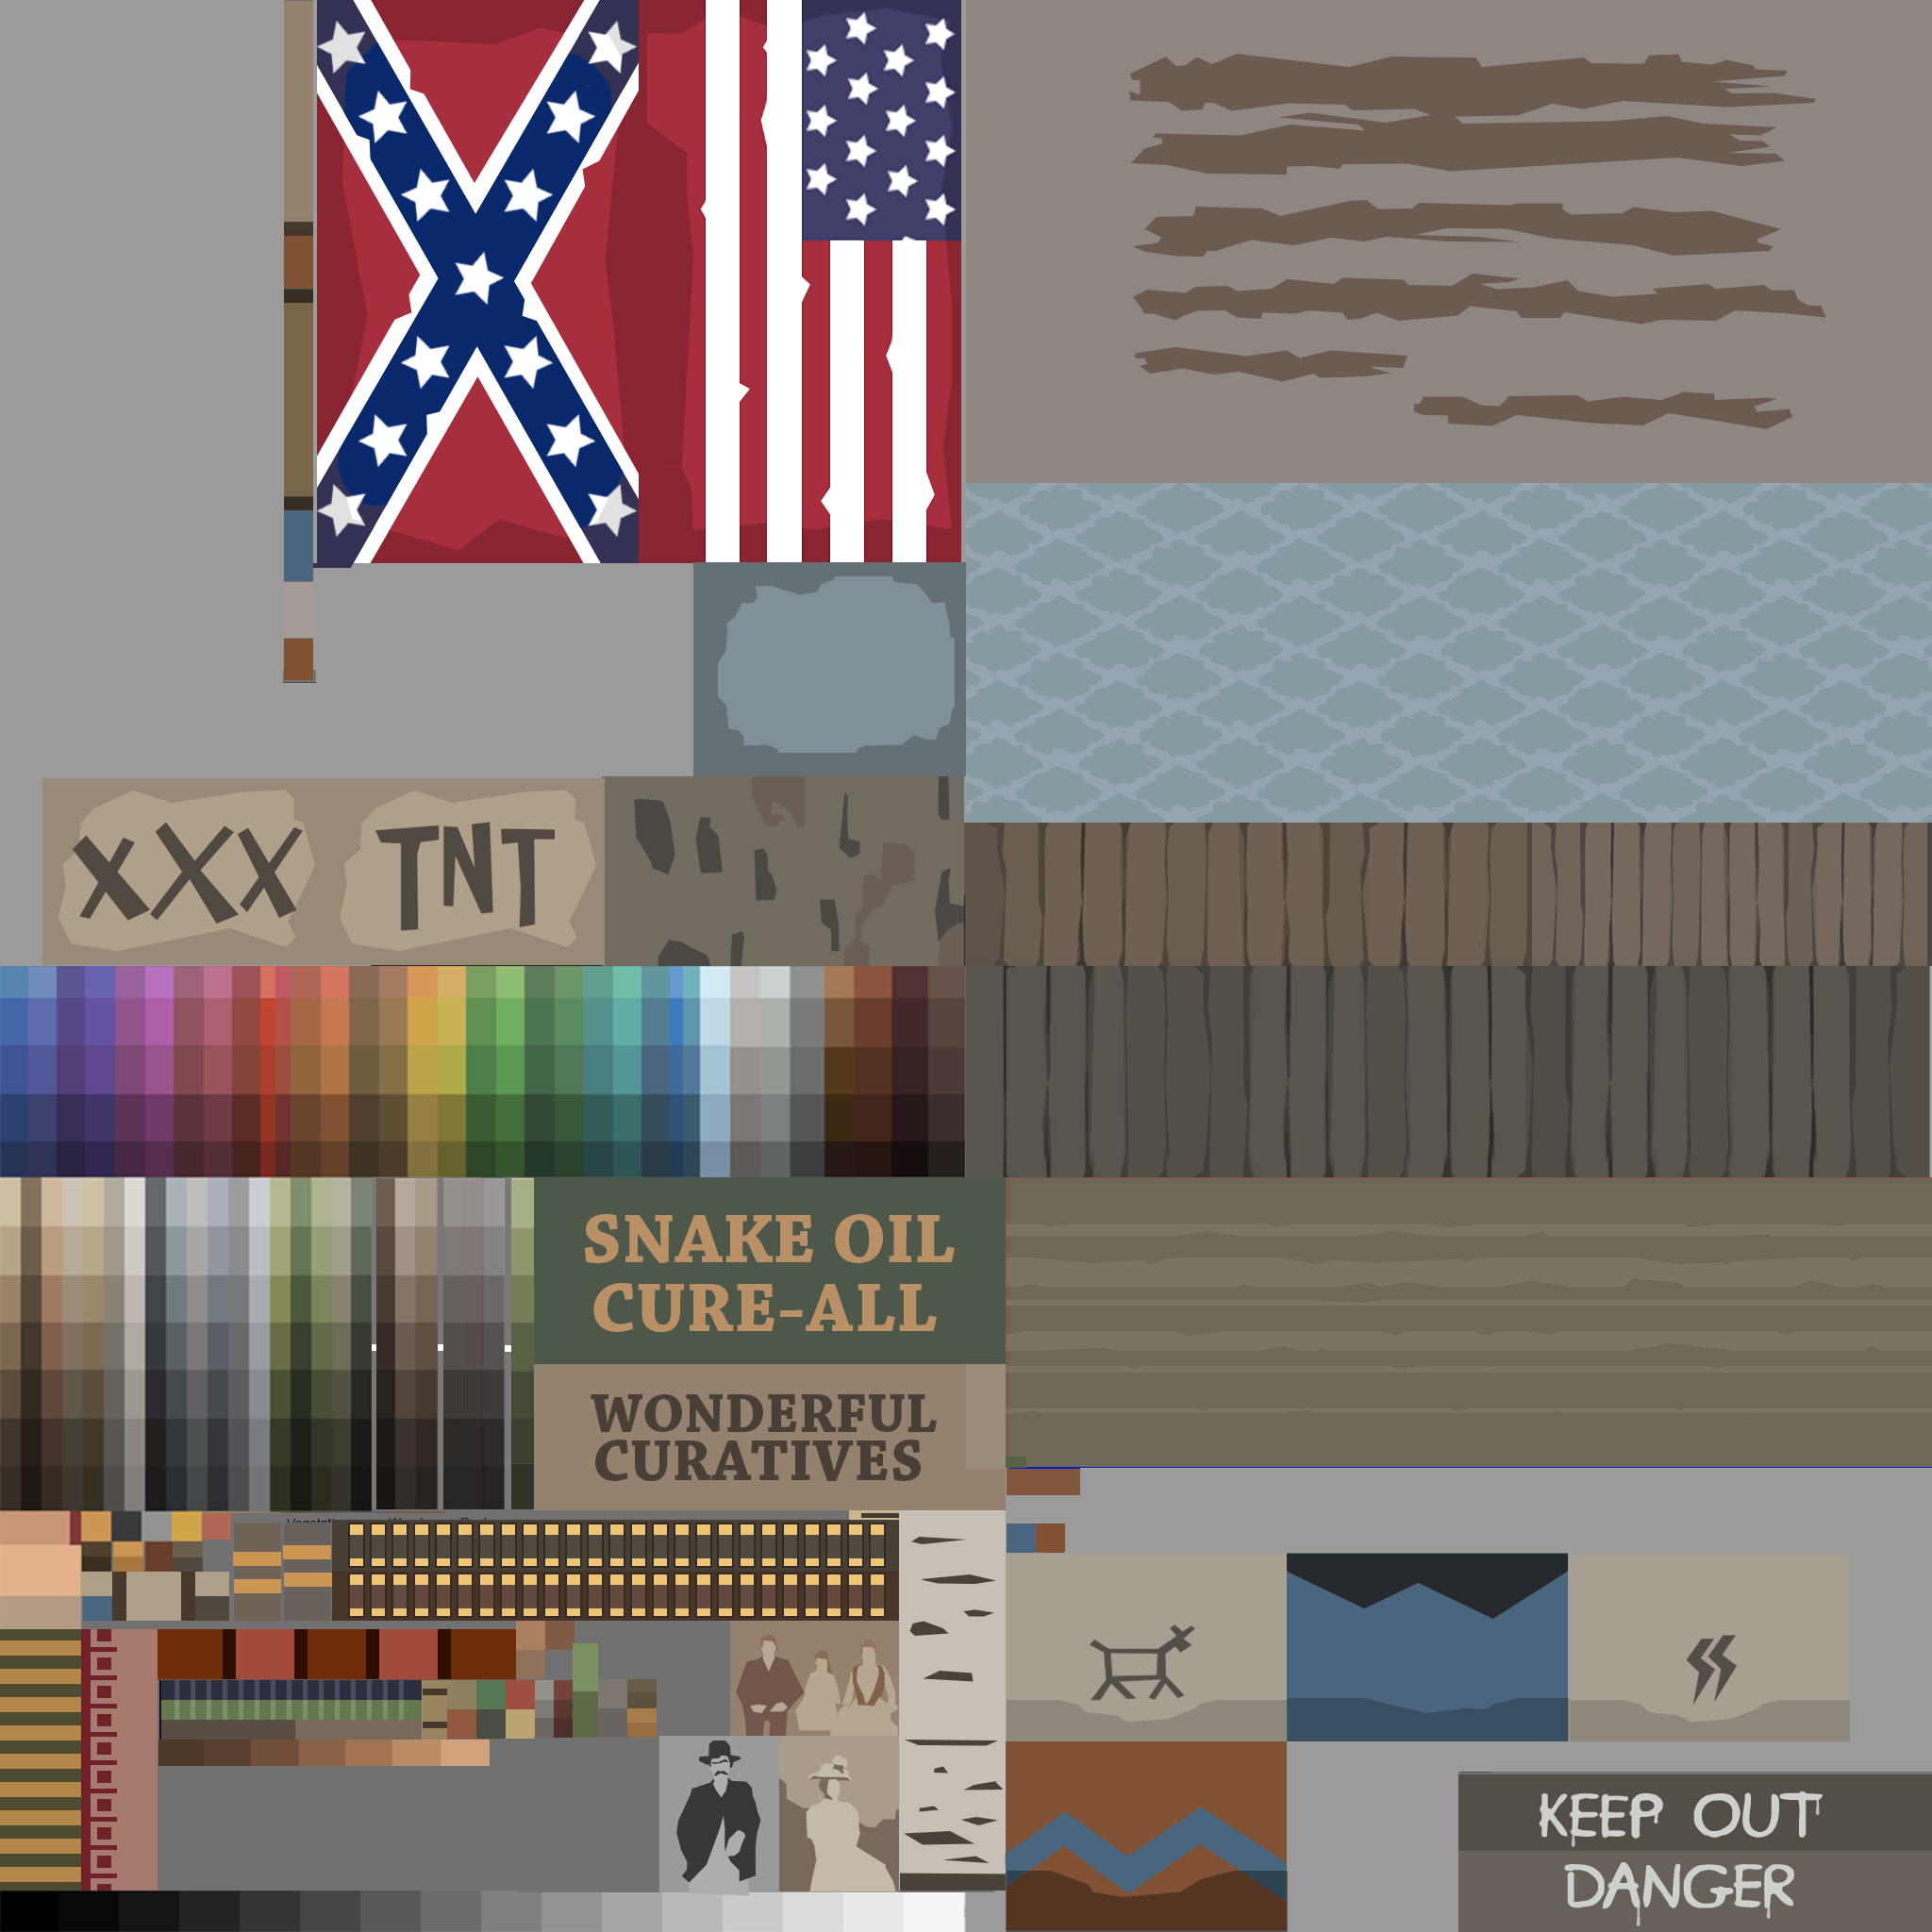 XXX TNT
SNAKE OIL
CURE-ALL
WONDERFUL
CURATIVES
KEEP OUT
DANGER